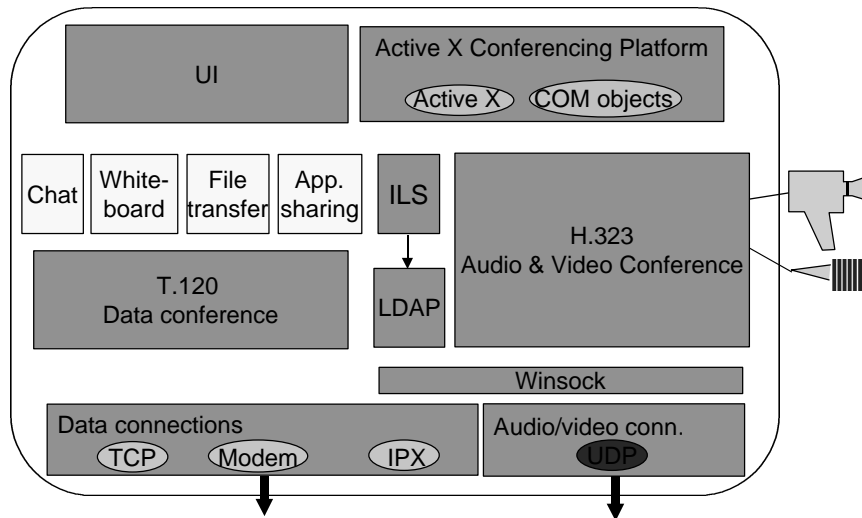 UI
Active X Conferencing Platform
Active X
COM objects
Chat
White-
board
File
transfer
App.
sharing
ILS
H.323
Audio & Video Conference
T.120
Data conference
LDAP
Winsock
Data connections
TCP
Modem
IPX
Audio/video conn.
UDP